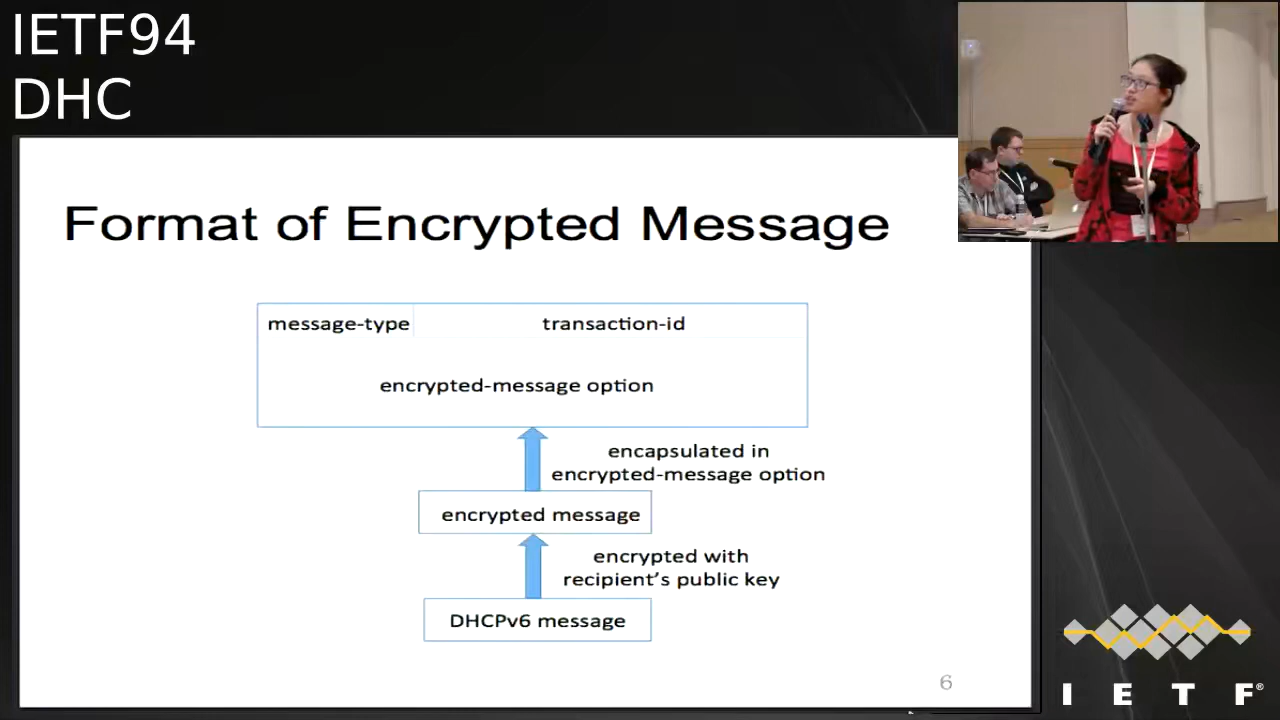 IETF94
DHC
Format of Encrypted Message
message-type transaction-id
encrypted-message option
encapsulated in
encrypted-message option
encrypted message
encrypted with
recipient's public key
DHCPv6 message
6
I E T F®